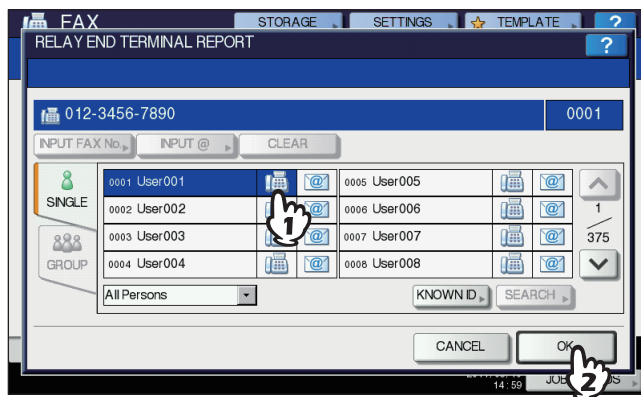 FAX STORAGE SETTINGS TEMPLATE ?
RELAY END TERMINAL REPORT ?
012-3456-7890 0001
INPUT FAX No. INPUT @ CLEAR
SINGLE
GROUP
0001 User001 @ 0005 User005 @
0002 User002 @ 0006 User006 @
1
0003 User003 @ 0007 User007 @
375
0004 User004 @ 0008 User008 @
All Persons KNOWN ID SEARCH
CANCEL OK
14:59
1
2